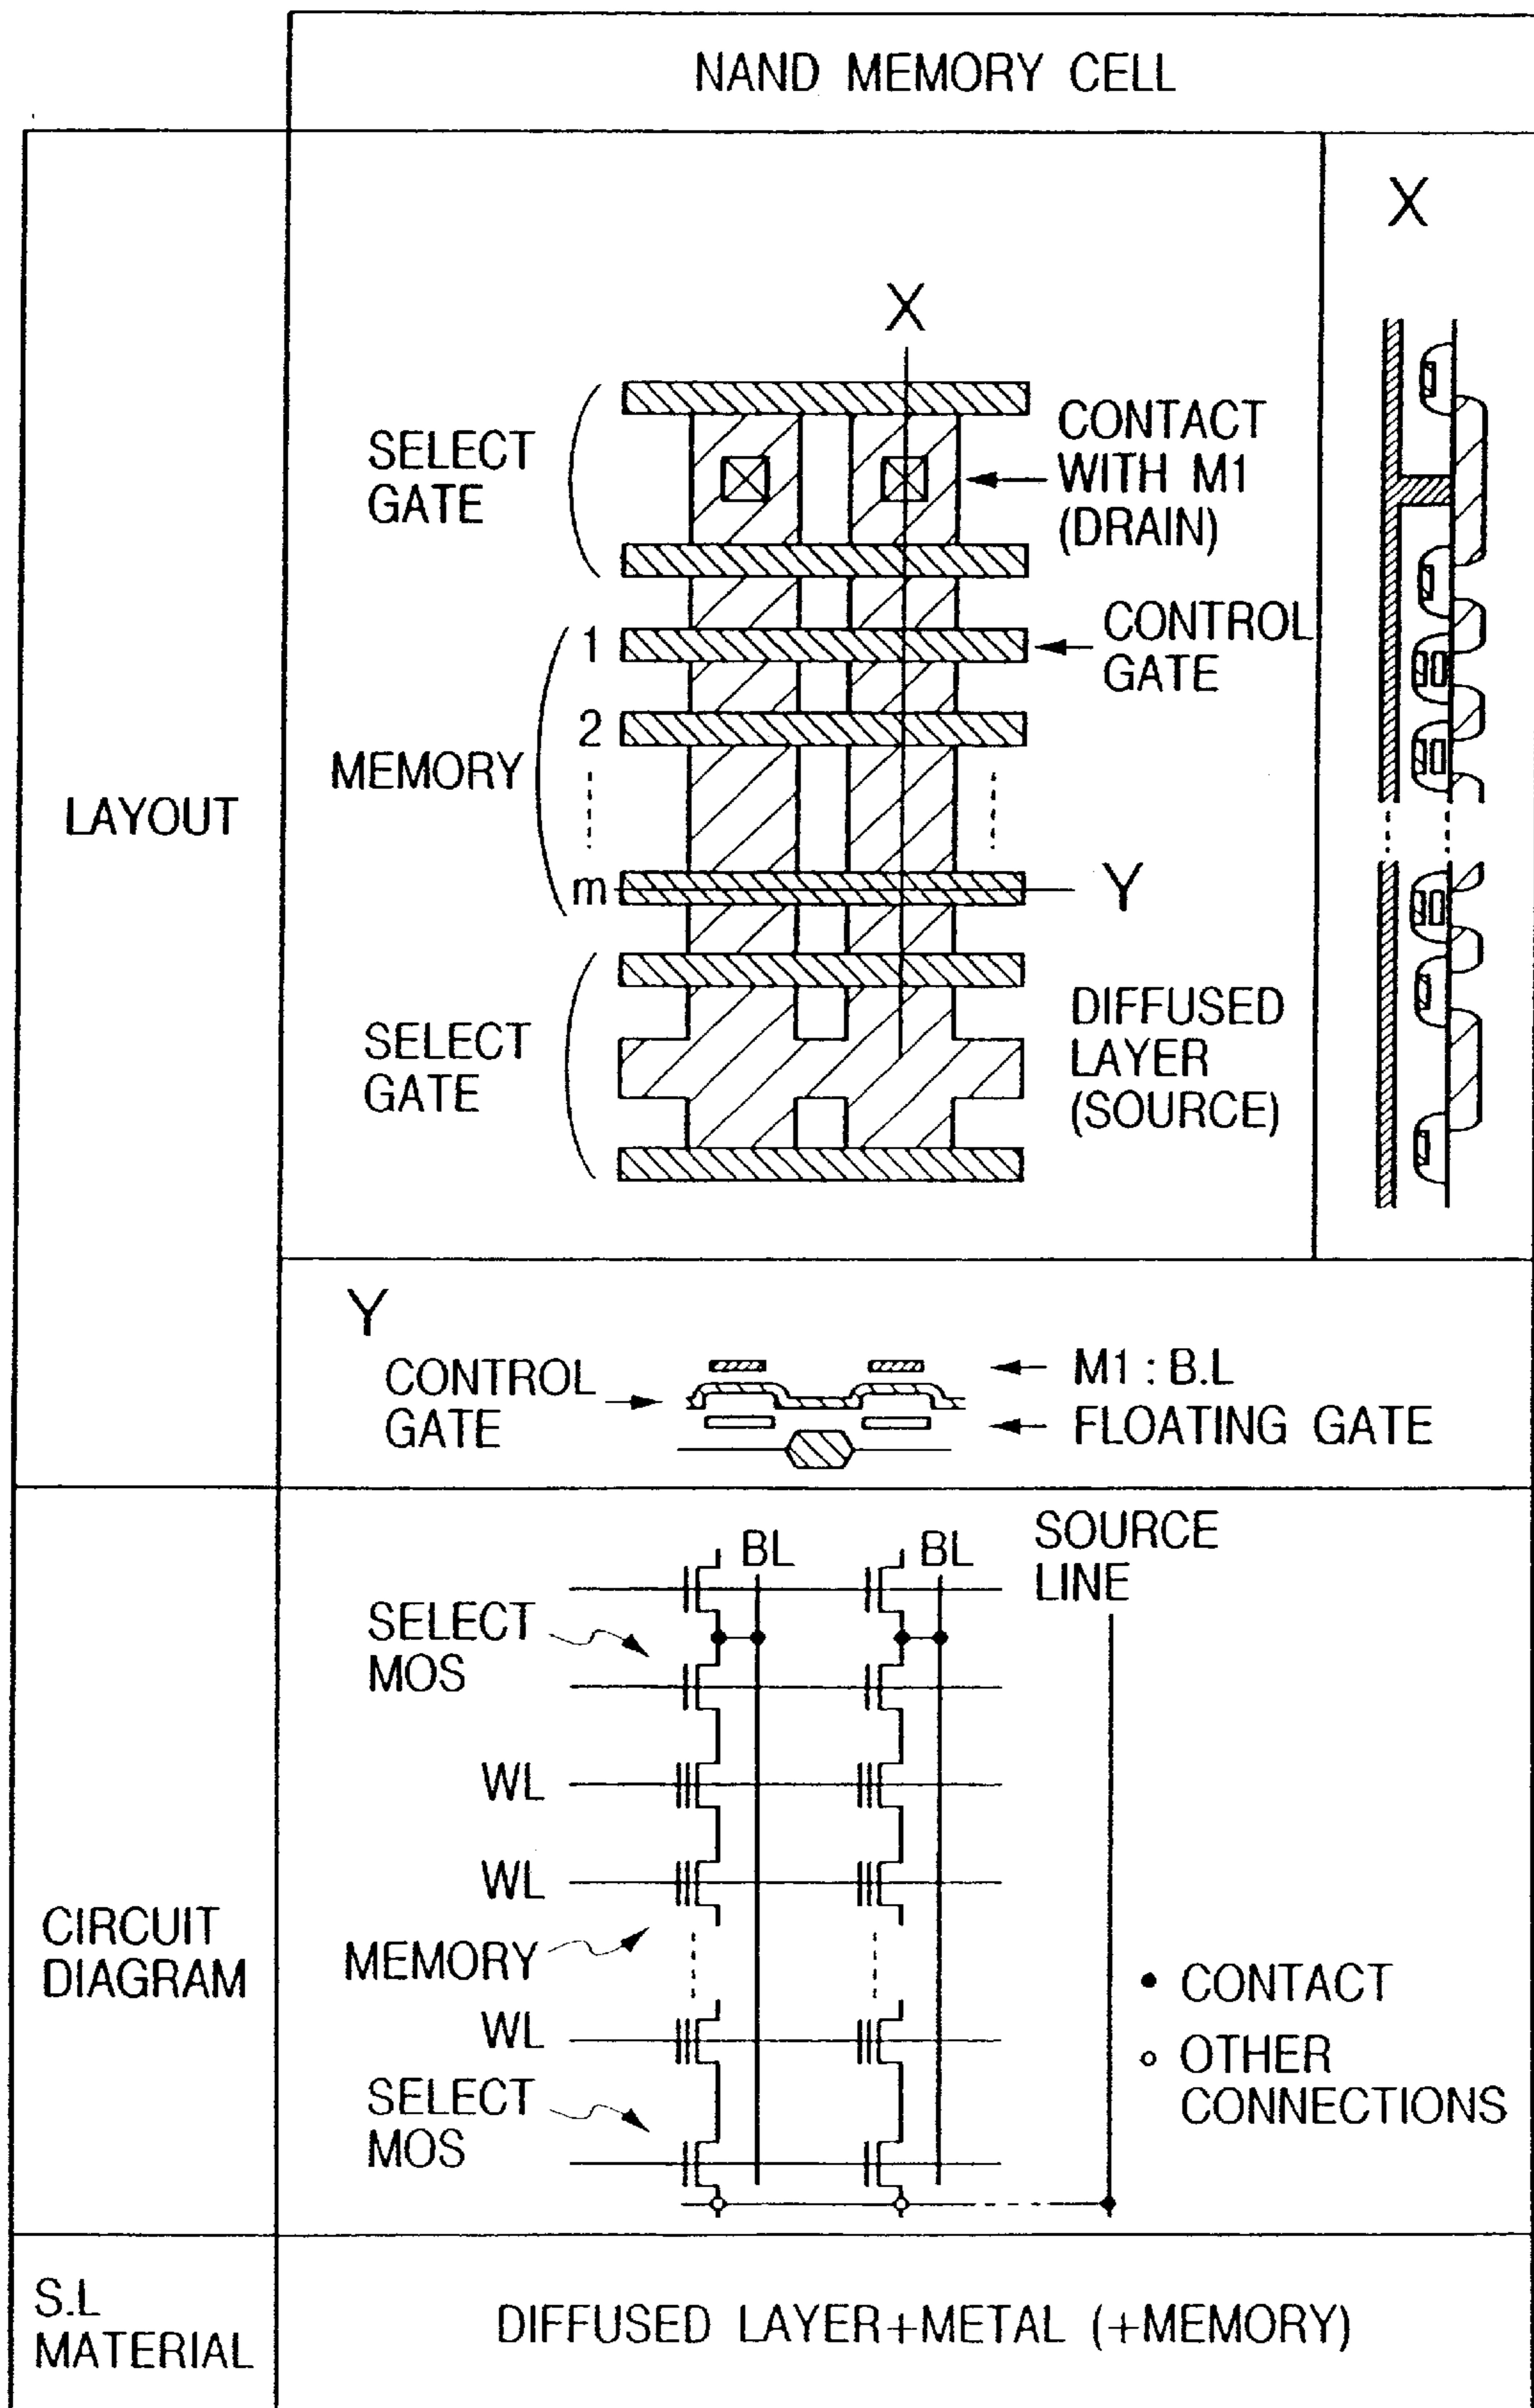 NAND MEMORY CELL
LAYOUT
X
X
SELECT
GATE
CONTACT
WITH M1
(DRAIN)
1
CONTROL
GATE
2
MEMORY
m
Y
SELECT
GATE
DIFFUSED
LAYER
(SOURCE)
Y
CONTROL
GATE
M1 : B.L
FLOATING GATE
CIRCUIT
DIAGRAM
BL
BL
SOURCE
LINE
SELECT
MOS
WL
WL
MEMORY
WL
SELECT
MOS
CONTACT
OTHER
CONNECTIONS
S.L
MATERIAL
DIFFUSED LAYER+METAL (+MEMORY)